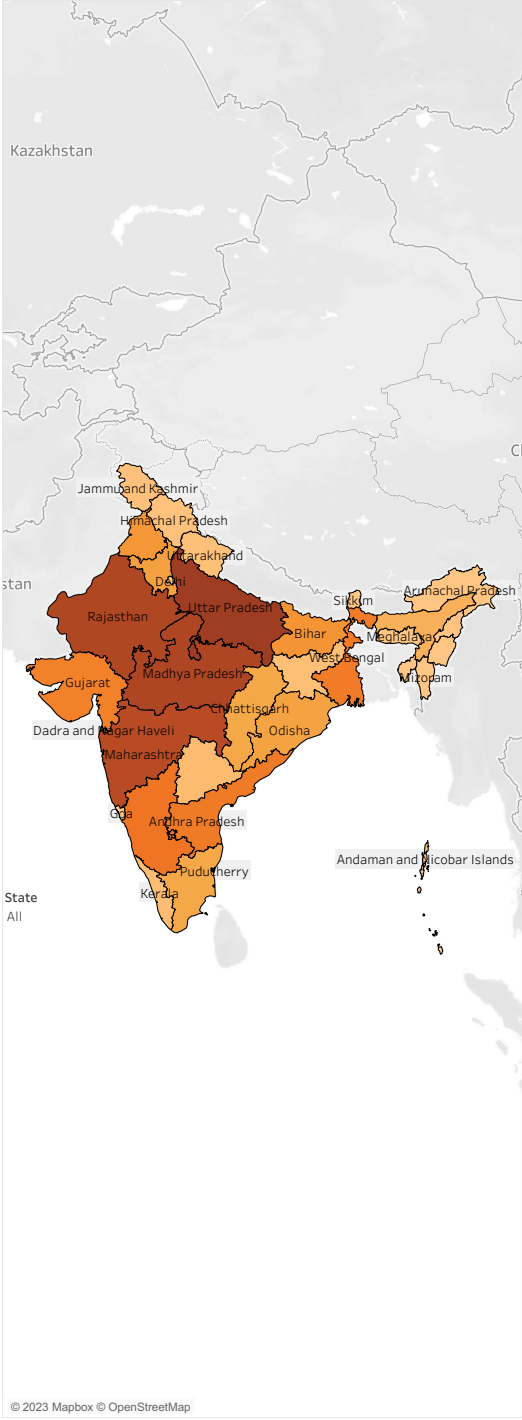 Kazakhstan
Ch
Jammu and Kashmir
Himachal Pradesh
Uttarakhand
stan
Delhi
Arunachal Pradesh
Sikkim
Uttar Pradesh
Rajasthan
Bihar
Meghalaya
West Bengal
Madhya Pradesh
Mizoram
Gujarat
Chhattisgarh
Dadra and Nagar Haveli
Odisha
Maharashtra
Goa
Andhra Pradesh
Andaman and Nicobar Islands
Puducherry
Kerala
State
All
© 2023 Mapbox © OpenStreetMap